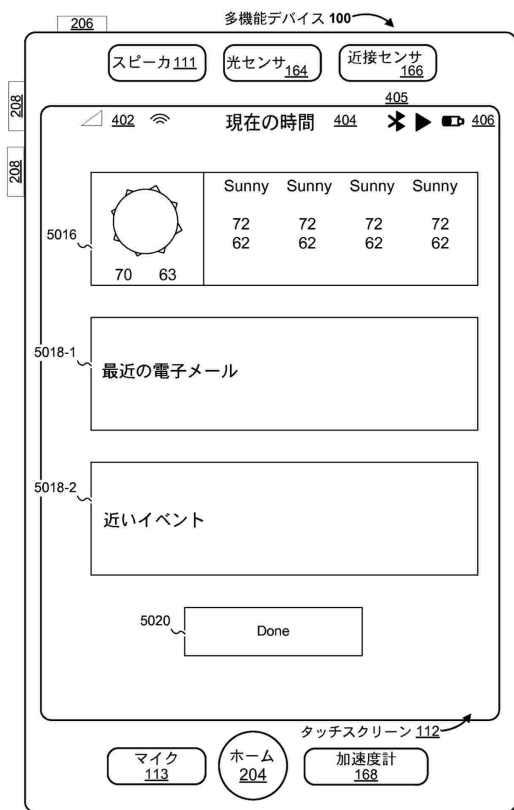 206
多機能デバイス 100
スピーカ 111
光センサ
164
近接センサ
166
208
208
402
現在の時間
404
405
406
5016
Sunny Sunny Sunny Sunny
72 72 72 72
62 62 62 62
70 63
5018-1
最近の電子メール
5018-2
近いイベント
5020
Done
タッチスクリーン 112
マイク
113
ホーム
204
加速度計
168